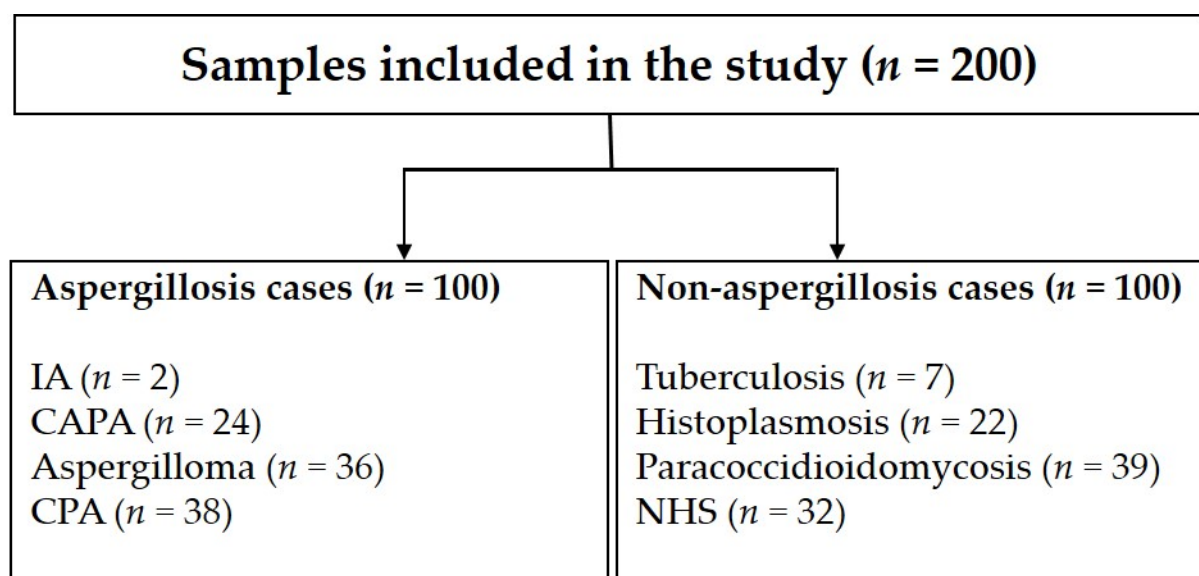 Samples included in the study (n = 200)
Aspergillosis cases (n = 100)
IA (n = 2)
CAPA (n = 24)
Aspergilloma (n = 36)
CPA (n = 38)
Non-aspergillosis cases (n = 100)
Tuberculosis (n = 7)
Histoplasmosis (n = 22)
Paracoccidioidomycosis (n = 39)
NHS (n = 32)